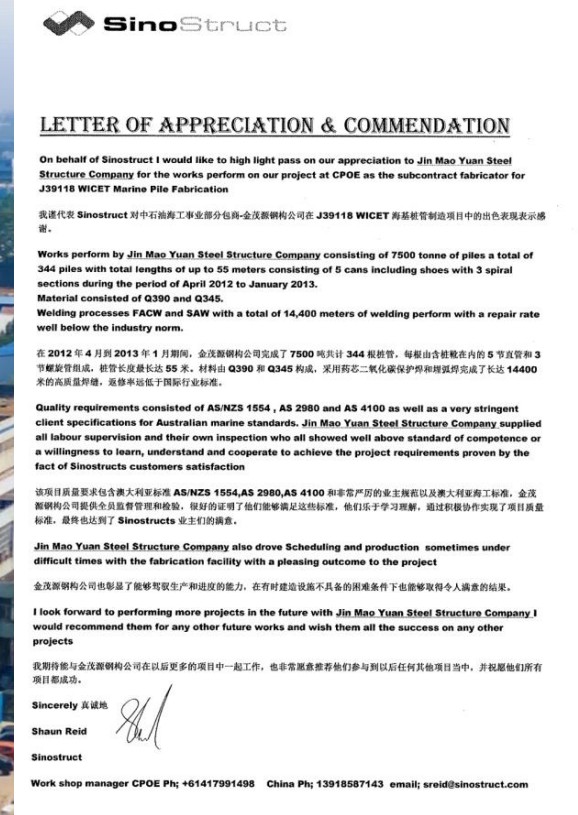 SinoStruct
LETTER OF APPRECIATION & COMMENDATION
On behalf of Sinostruct I would like to high light pass on our appreciation to Jin Mao Yuan Steel
Structure Company for the works perform on our project at CPOE as the subcontract fabricator for
J39118 WICET Marine Pile Fabrication
我谨代表 Sinostruct 对中石油海工事业部分包商-金茂源钢构公司在 J39118 WICET 海基桩管制造项目中的出色表现表示感
谢。
Works perform by Jin Mao Yuan Steel Structure Company consisting of 7500 tonne of piles a total of
344 piles with total lengths of up to 55 meters consisting of 5 cans including shoes with 3 spiral
sections during the period of April 2012 to January 2013.
Material consisted of Q390 and Q345.
Welding processes FACW and SAW with a total of 14,400 meters of welding perform with a repair rate
well below the industry norm.
在 2012 年 4 月到 2013 年 1 月期间，金茂源钢构公司完成了 7500 吨共计 344 根桩管，每根由含桩靴在内的 5 节直管和 3
节螺旋管组成，桩管长度最长达 55 米。材料由 Q390 和 Q345 构成，采用药芯二氧化碳保护焊和埋弧焊完成了长达 14400
米的高质量焊缝，返修率远低于国际行业标准。
Quality requirements consisted of AS/NZS 1554 , AS 2980 and AS 4100 as well as a very stringent
client specifications for Australian marine standards. Jin Mao Yuan Steel Structure Company supplied
all labour supervision and their own inspection who all showed well above standard of competence or
a willingness to learn, understand and cooperate to achieve the project requirements proven by the
fact of Sinostructs customers satisfaction
该项目质量要求包含澳大利亚标准 AS/NZS 1554,AS 2980,AS 4100 和非常严厉的业主规范以及澳大利亚海工标准，金茂
源钢构公司提供全员监督管理和检验，很好的证明了他们能够满足这些标准，他们乐于学习理解，通过积极协作实现了项目质量
标准，最终也达到了 Sinostructs 业主们的满意。
Jin Mao Yuan Steel Structure Company also drove Scheduling and production sometimes under
difficult times with the fabrication facility with a pleasing outcome to the project
金茂源钢构公司也彰显了能够驾驭生产和进度的能力，在有时建造设施不具备的困难条件下也能够取得令人满意的结果。
I look forward to performing more projects in the future with Jin Mao Yuan Steel Structure Company I
would recommend them for any other future works and wish them all the success on any other
projects
我期待能与金茂源钢构公司在以后更多的项目中一起工作，也非常愿意推荐他们参与到以后任何其他项目当中，并祝愿他们所有
项目都成功。
Sincerely 真诚地
Shaun Reid
Sinostruct
Work shop manager CPOE Ph; +61417991498 China Ph; 13918587143 email; sreid@sinostruct.com